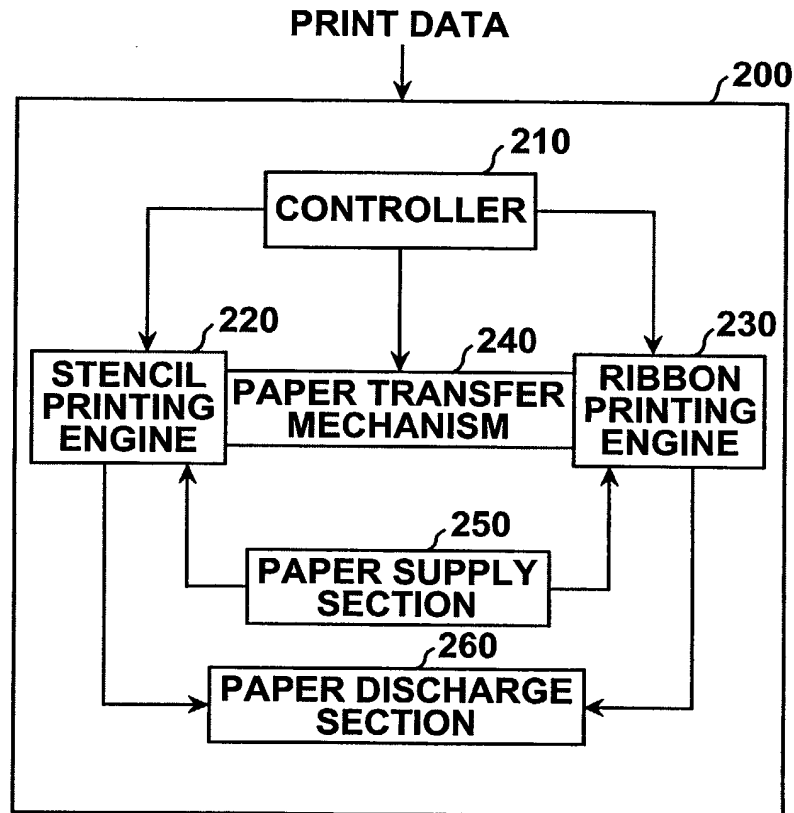 PRINT DATA
200
210
CONTROLLER
220
240
230
STENCIL
PRINTING
ENGINE
PAPER TRANSFER
MECHANISM
RIBBON
PRINTING
ENGINE
250
PAPER SUPPLY
SECTION
260
PAPER DISCHARGE
SECTION